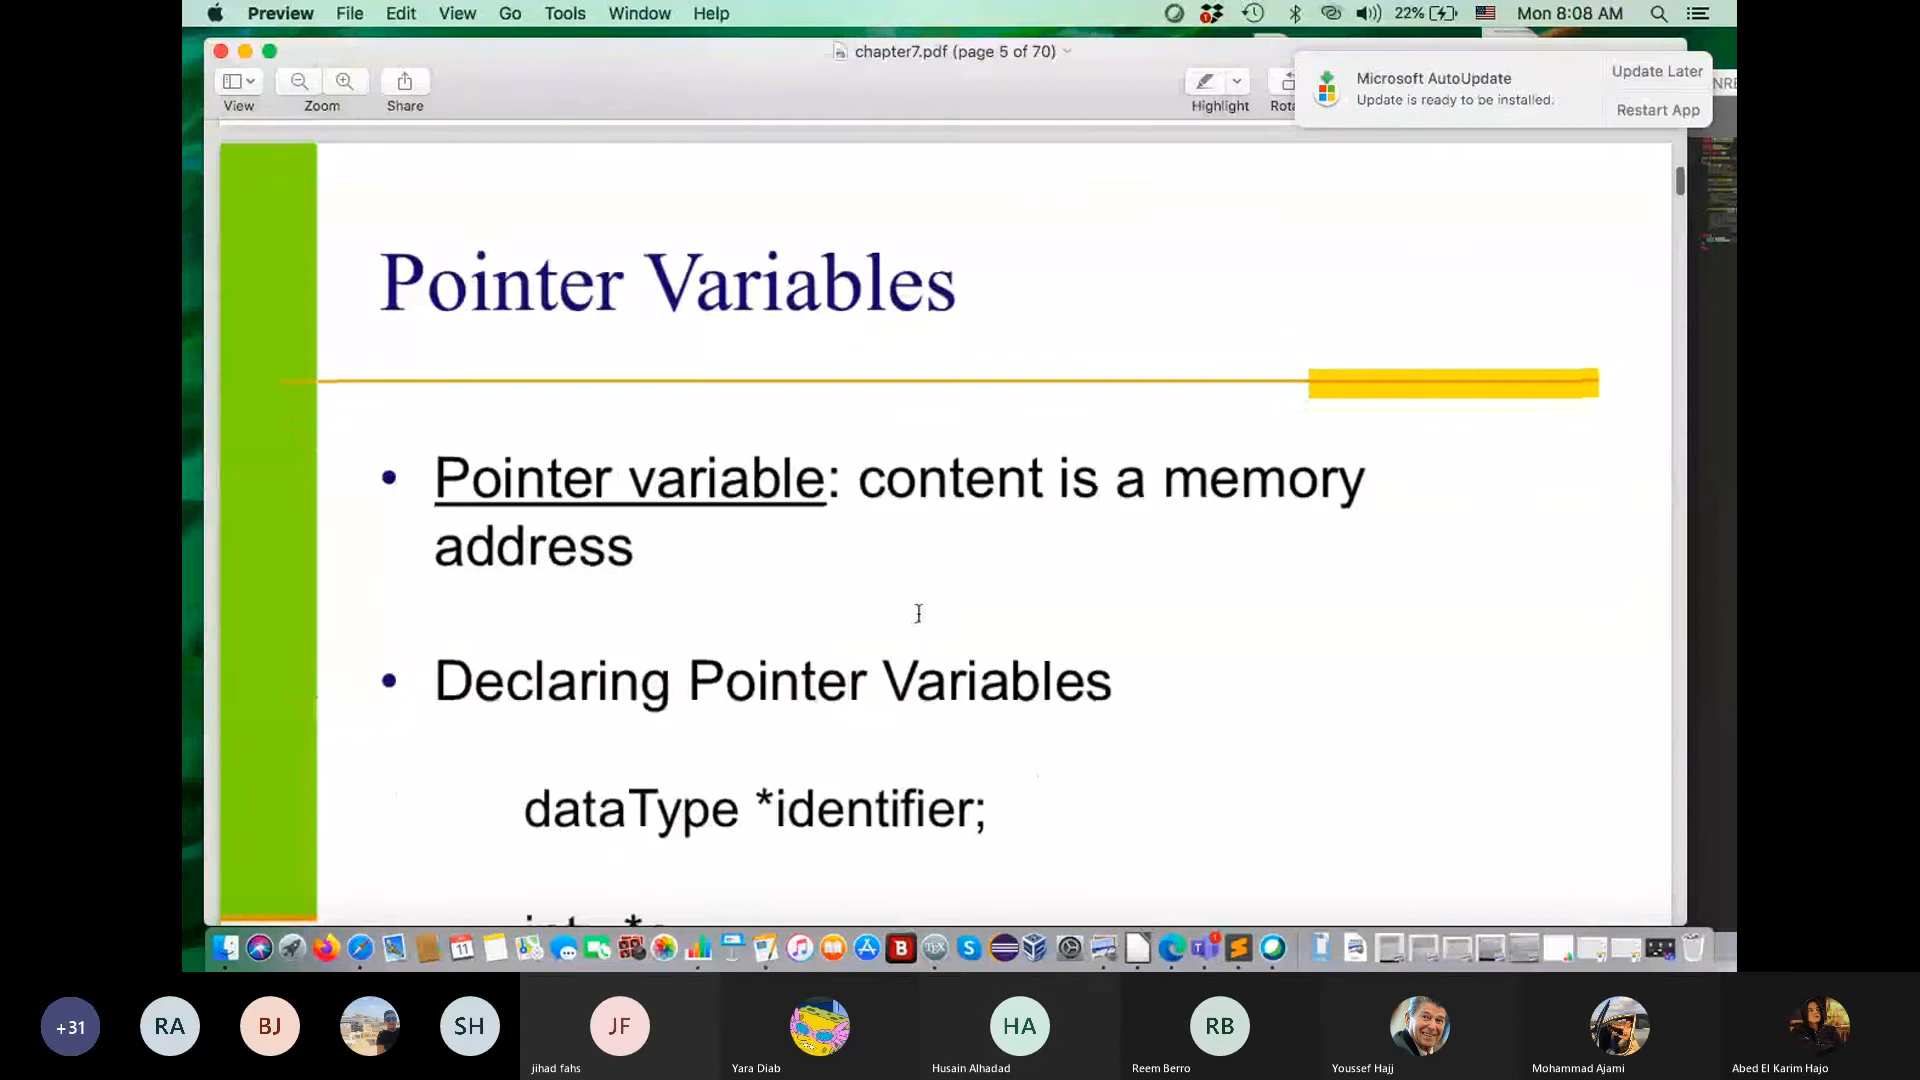 Preview File Edit View Go Tools Window Help
22% Mon 8:08 AM
chapter7.pdf (page 5 of 70)
View Zoom Share Highlight
Microsoft AutoUpdate
Update is ready to be installed.
Update Later
Restart App
Pointer Variables
• Pointer variable: content is a memory
address
• Declaring Pointer Variables
dataType *identifier;
+31 RA BJ SH JF HA RB
jihad fahs Yara Diab Husain Alhadad Reem Berro Youssef Hajj Mohammad Ajami Abed El Karim Hajo